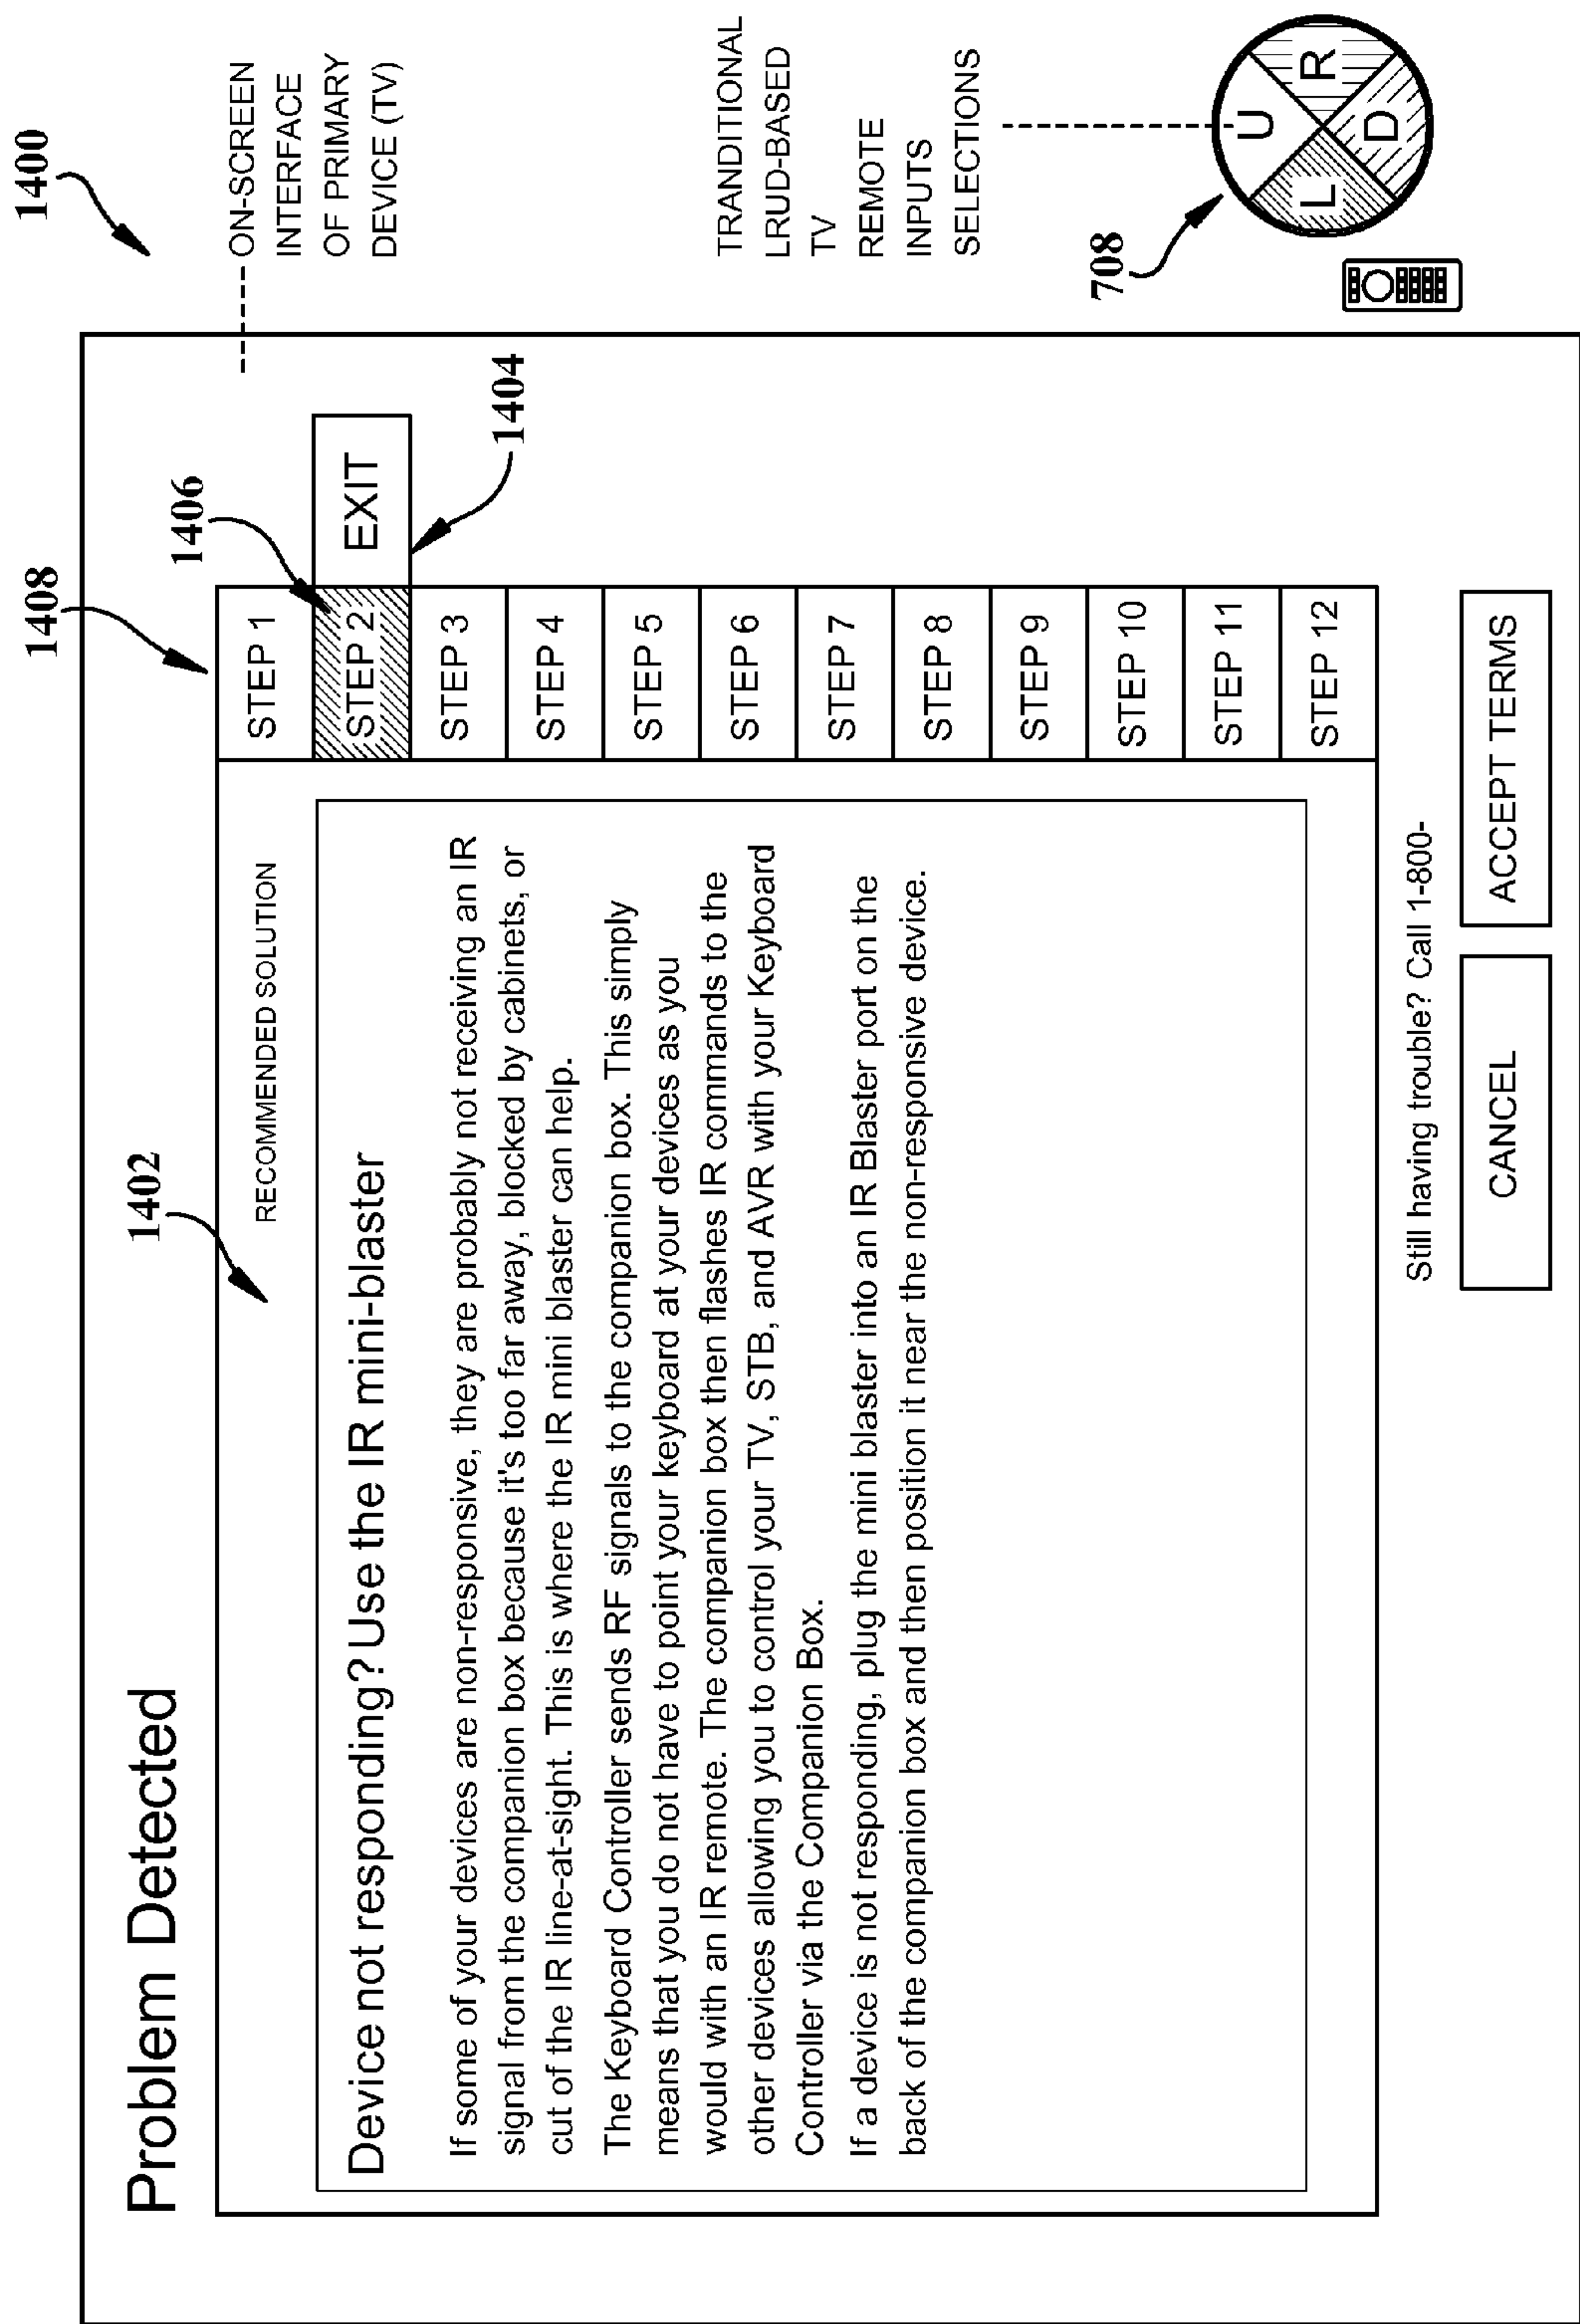 1400
ON-SCREEN
INTERFACE
OF PRIMARY
DEVICE (TV)
Problem Detected
1402
1408
1406
RECOMMENDED SOLUTION
Device not responding? Use the IR mini-blaster
If some of your devices are non-responsive, they are probably not receiving an IR
signal from the companion box because it's too far away, blocked by cabinets, or
cut of the IR line-at-sight. This is where the IR mini blaster can help.
The Keyboard Controller sends RF signals to the companion box. This simply
means that you do not have to point your keyboard at your devices as you
would with an IR remote. The companion box then flashes IR commands to the
other devices allowing you to control your TV, STB, and AVR with your Keyboard
Controller via the Companion Box.
If a device is not responding, plug the mini blaster into an IR Blaster port on the
back of the companion box and then position it near the non-responsive device.
STEP 1
STEP 2
EXIT
1404
STEP 3
STEP 4
STEP 5
STEP 6
STEP 7
STEP 8
STEP 9
STEP 10
STEP 11
STEP 12
Still having trouble? Call 1-800-
CANCEL
ACCEPT TERMS
TRANDITIONAL
LRUD-BASED
TV
REMOTE
INPUTS
SELECTIONS
708
U
L
R
D